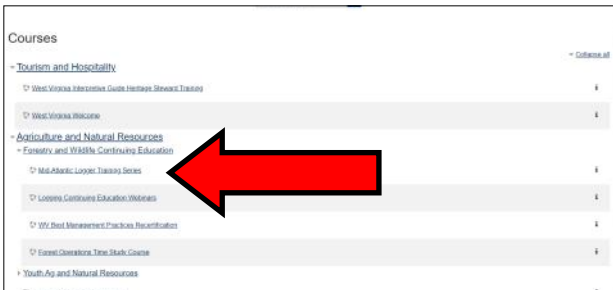 Courses
Collapse all
Tourism and Hospitality
West Virginia Interpretive Guide Heritage Steward Training
West Virginia Welcome
Agriculture and Natural Resources
Forestry and Wildlife Continuing Education
Mid-Atlantic Logger Training Series
Logging Continuing Education Webinars
WV Best Management Practices Recertification
Forest Operations Time Study Course
Youth Ag and Natural Resources